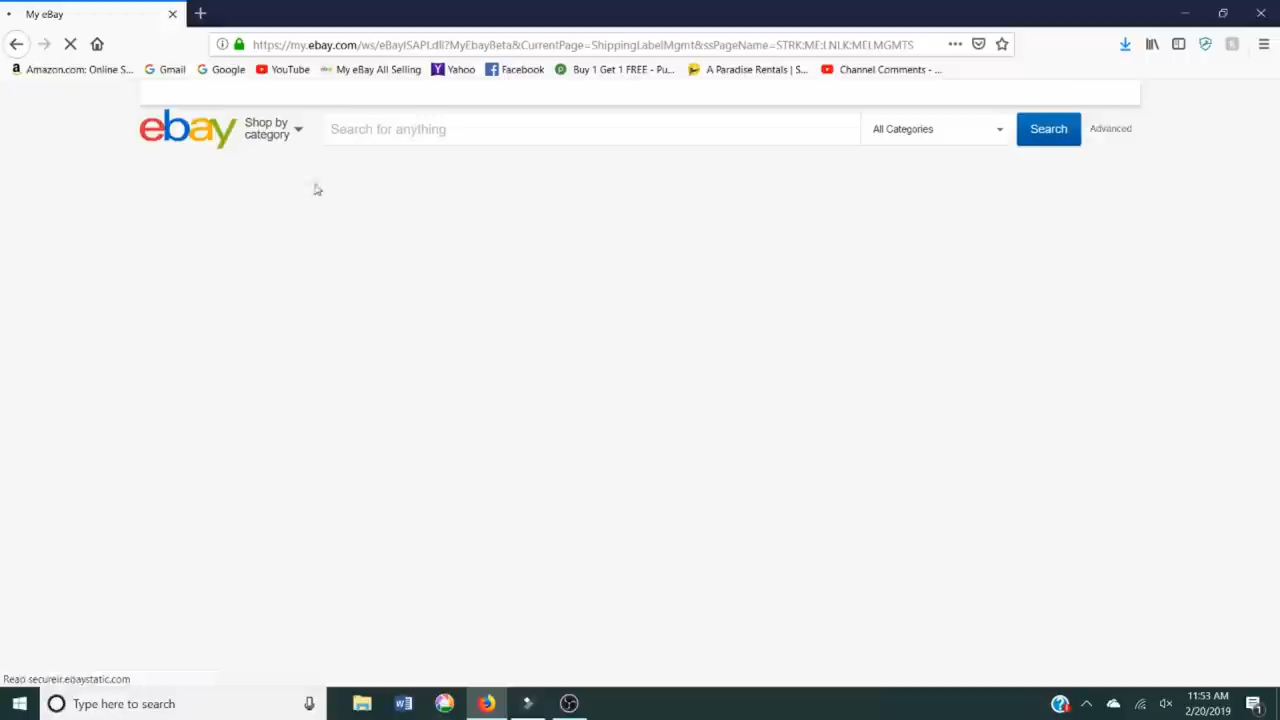 My eBay
https://my.ebay.com/ws/eBayISAPI.dll?MyEbayBeta&CurrentPage=ShippingLabelMgmt&ssPageName=STRK:ME:LNLK:MELMGMTS
Amazon.com: Online S... Gmail Google YouTube My eBay All Selling Yahoo Facebook Buy 1 Get 1 FREE - Pu... A Paradise Rentals | S... Channel Comments - ...
ebay Shop by category Search for anything All Categories Search Advanced
Read secureir.ebaystatic.com
Type here to search
11:53 AM
2/20/2019